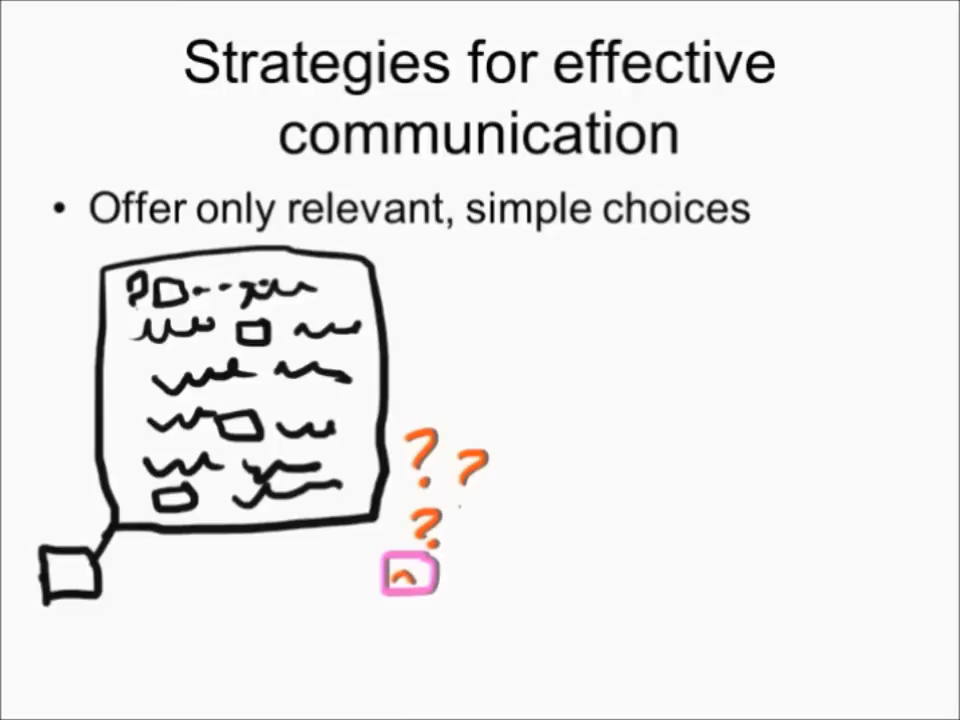 Strategies for effective
communication
• Offer only relevant, simple choices
? ?
?